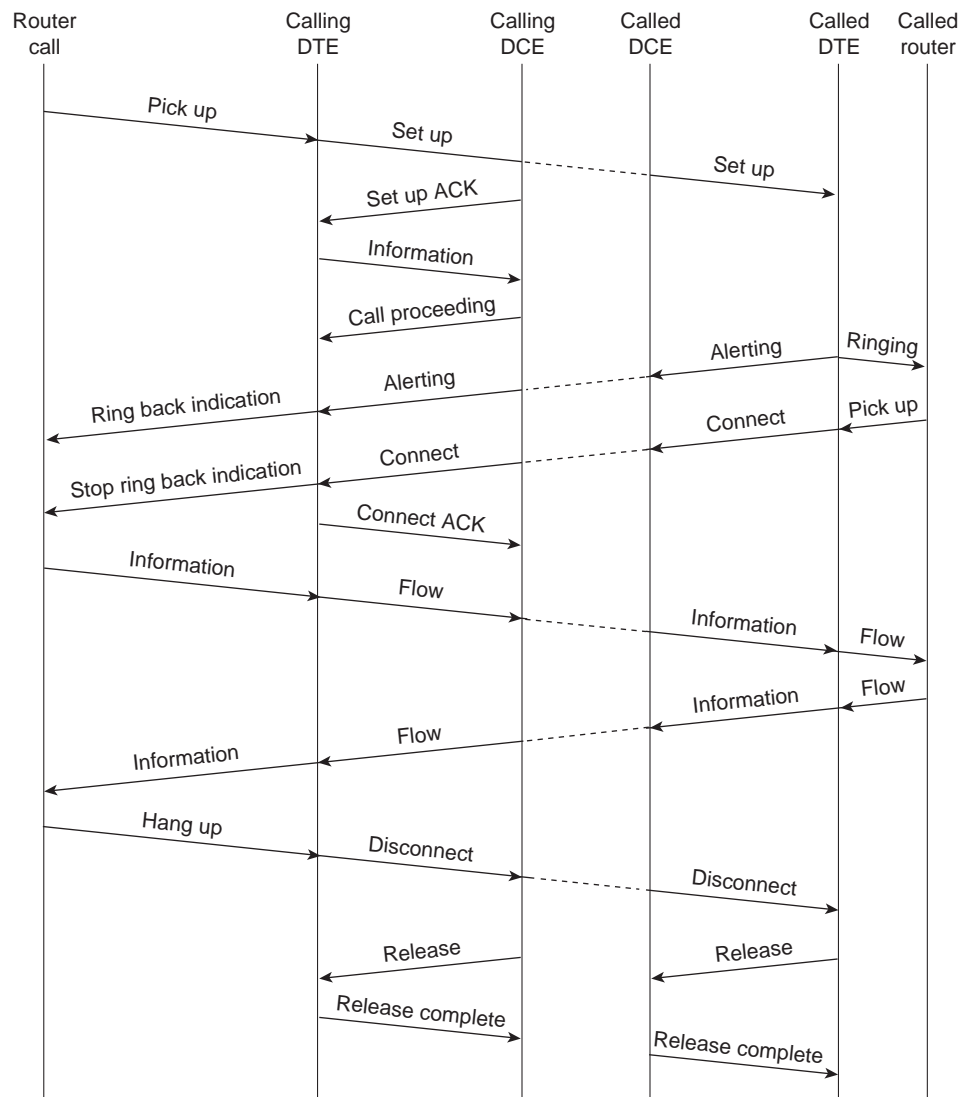 Router call
Calling DTE
Calling DCE
Called DCE
Called DTE
Called router
Pick up
Set up
Set up
Set up ACK
Information
Call proceeding
Alerting
Ringing
Alerting
Ring back indication
Pick up
Connect
Connect
Stop ring back indication
Connect ACK
Information
Flow
Information
Flow
Flow
Information
Flow
Information
Hang up
Disconnect
Disconnect
Release
Release
Release complete
Release complete